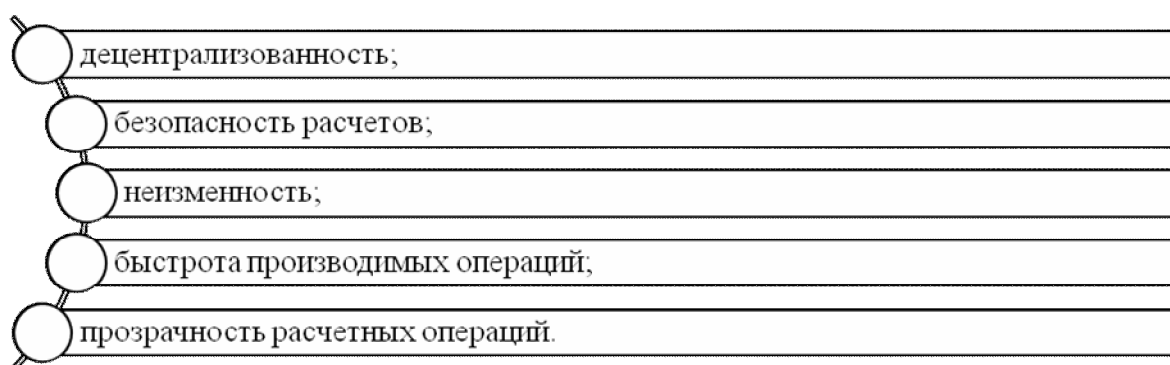 децентрализованность;
безопасность расчетов;
неизменность;
быстрота производимых операций;
прозрачность расчетных операций.